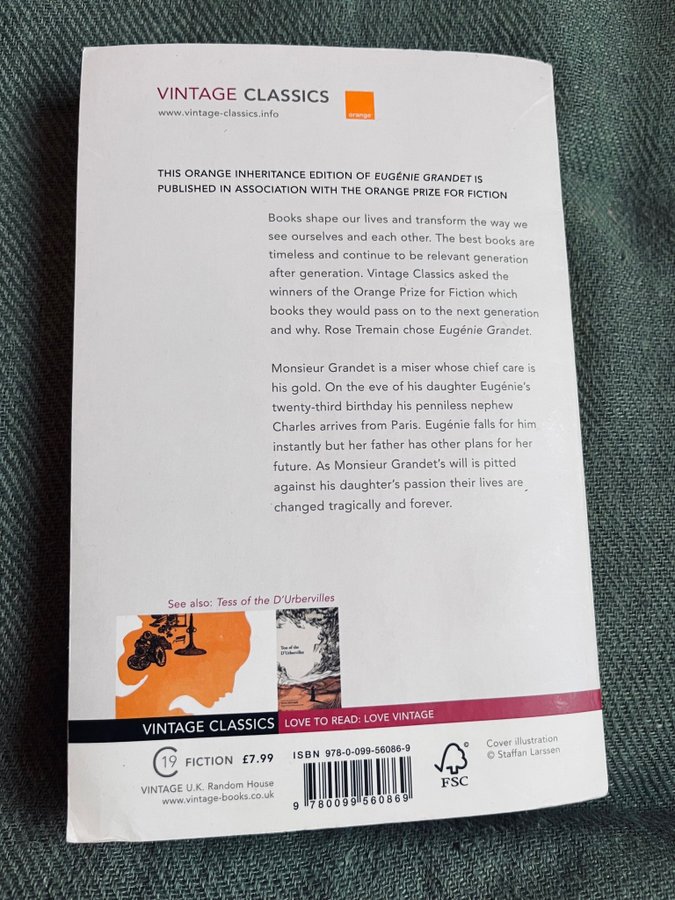 VINTAGE CLASSICS
www.vintage-classics.info
orange
THIS ORANGE INHERITANCE EDITION OF EUGÉNIE GRANDET IS
PUBLISHED IN ASSOCIATION WITH THE ORANGE PRIZE FOR FICTION
Books shape our lives and transform the way we
see ourselves and each other. The best books are
timeless and continue to be relevant generation
after generation. Vintage Classics asked the
winners of the Orange Prize for Fiction which
books they would pass on to the next generation
and why. Rose Tremain chose Eugénie Grandet.
Monsieur Grandet is a miser whose chief care is
his gold. On the eve of his daughter Eugénie's
twenty-third birthday his penniless nephew
Charles arrives from Paris. Eugénie falls for him
instantly but her father has other plans for her
future. As Monsieur Grandet's will is pitted
against his daughter's passion their lives are
changed tragically and forever.
See also: Tess of the D'Urbervilles
Tess of the
D'Urbervilles
VINTAGE CLASSICS LOVE TO READ: LOVE VINTAGE
C19 FICTION £7.99
VINTAGE U.K. Random House
www.vintage-books.co.uk
ISBN 978-0-099-56086-9
9 780099 560869
FSC
Cover illustration
© Staffan Larssen